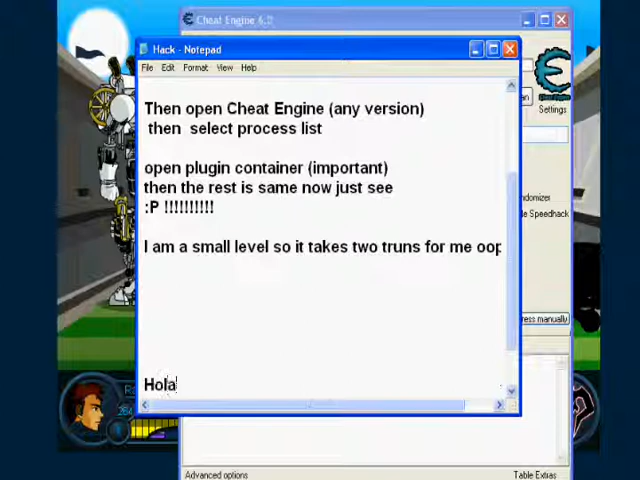 Cheat Engine 6.0
Hack - Notepad
File Edit Format View Help
Then open Cheat Engine (any version)
then select process list
open plugin container (important)
then the rest is same now just see
:P !!!!!!!!!!
I am a small level so it takes two truns for me oop
Hola
Settings
Speedhack
manually
Advanced options
Table Extras